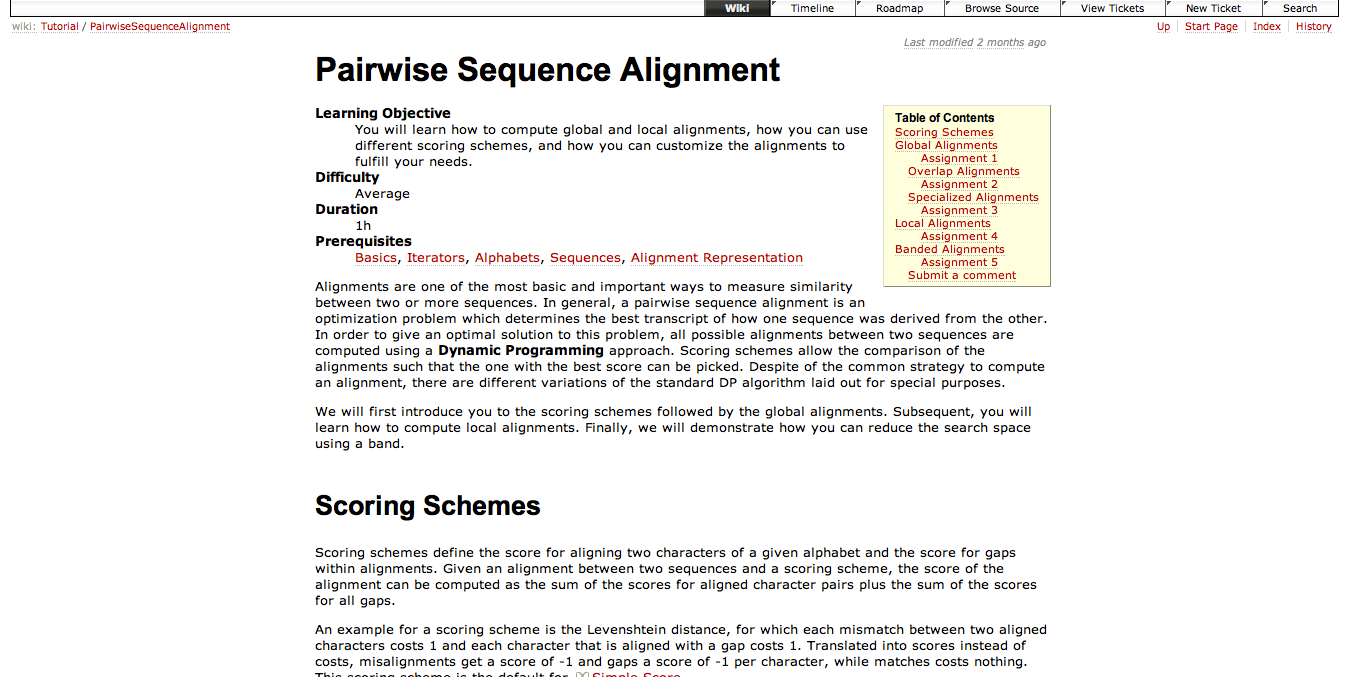 Wiki Timeline Roadmap Browse Source View Tickets New Ticket Search
wiki: Tutorial / PairwiseSequenceAlignment
Up Start Page Index History
Last modified 2 months ago
Pairwise Sequence Alignment
Learning Objective
You will learn how to compute global and local alignments, how you can use
different scoring schemes, and how you can customize the alignments to
fulfill your needs.
Difficulty
Average
Duration
1h
Prerequisites
Basics, Iterators, Alphabets, Sequences, Alignment Representation
Table of Contents
Scoring Schemes
Global Alignments
Assignment 1
Overlap Alignments
Assignment 2
Specialized Alignments
Assignment 3
Local Alignments
Assignment 4
Banded Alignments
Assignment 5
Submit a comment
Alignments are one of the most basic and important ways to measure similarity
between two or more sequences. In general, a pairwise sequence alignment is an
optimization problem which determines the best transcript of how one sequence was derived from the other.
In order to give an optimal solution to this problem, all possible alignments between two sequences are
computed using a Dynamic Programming approach. Scoring schemes allow the comparison of the
alignments such that the one with the best score can be picked. Despite of the common strategy to compute
an alignment, there are different variations of the standard DP algorithm laid out for special purposes.
We will first introduce you to the scoring schemes followed by the global alignments. Subsequent, you will
learn how to compute local alignments. Finally, we will demonstrate how you can reduce the search space
using a band.
Scoring Schemes
Scoring schemes define the score for aligning two characters of a given alphabet and the score for gaps
within alignments. Given an alignment between two sequences and a scoring scheme, the score of the
alignment can be computed as the sum of the scores for aligned character pairs plus the sum of the scores
for all gaps.
An example for a scoring scheme is the Levenshtein distance, for which each mismatch between two aligned
characters costs 1 and each character that is aligned with a gap costs 1. Translated into scores instead of
costs, misalignments get a score of -1 and gaps a score of -1 per character, while matches costs nothing.
This scoring scheme is the default for Simple Score.